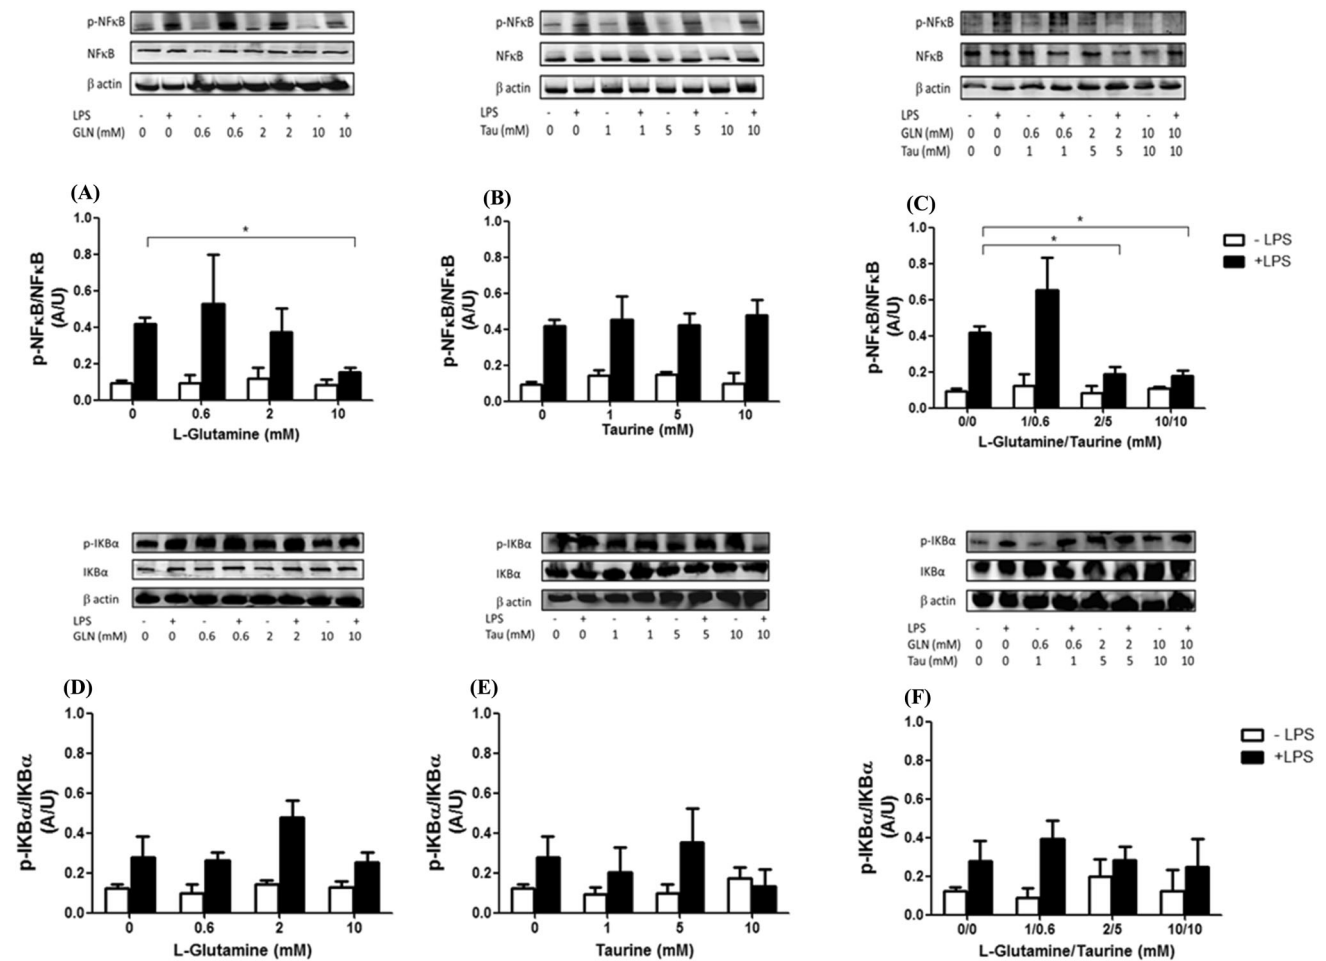 p-NFκB
NFκB
β actin
LPS - + - + - + - +
GLN (mM) 0 0 0.6 0.6 2 2 10 10
p-NFκB
NFκB
β actin
LPS - + - + - + - +
Tau (mM) 0 0 1 1 5 5 10 10
p-NFκB
NFκB
β actin
LPS - + - + - + - +
GLN (mM) 0 0 0.6 0.6 2 2 10 10
Tau (mM) 0 0 1 1 5 5 10 10
(A)
p-NFκB/NFκB
(A/U)
1.0
0.8
0.6
0.4
0.2
0.0
*
0 0.6 2 10
L-Glutamine (mM)
(B)
p-NFκB/NFκB
(A/U)
1.0
0.8
0.6
0.4
0.2
0.0
0 1 5 10
Taurine (mM)
(C)
p-NFκB/NFκB
(A/U)
1.0
0.8
0.6
0.4
0.2
0.0
*
*
0/0 1/0.6 2/5 10/10
L-Glutamine/Taurine (mM)
- LPS
+LPS
p-IKBα
IKBα
β actin
LPS - + - + - + - +
GLN (mM) 0 0 0.6 0.6 2 2 10 10
p-IKBα
IKBα
β actin
LPS - + - + - + - +
Tau (mM) 0 0 1 1 5 5 10 10
p-IKBα
IKBα
β actin
LPS - + - + - + - +
GLN (mM) 0 0 0.6 0.6 2 2 10 10
Tau (mM) 0 0 1 1 5 5 10 10
(D)
p-IKBα/IKBα
(A/U)
1.0
0.8
0.6
0.4
0.2
0.0
0 0.6 2 10
L-Glutamine (mM)
(E)
p-IKBα/IKBα
(A/U)
1.0
0.8
0.6
0.4
0.2
0.0
0 1 5 10
Taurine (mM)
(F)
p-IKBα/IKBα
(A/U)
1.0
0.8
0.6
0.4
0.2
0.0
0/0 1/0.6 2/5 10/10
L-Glutamine/Taurine (mM)
- LPS
+LPS